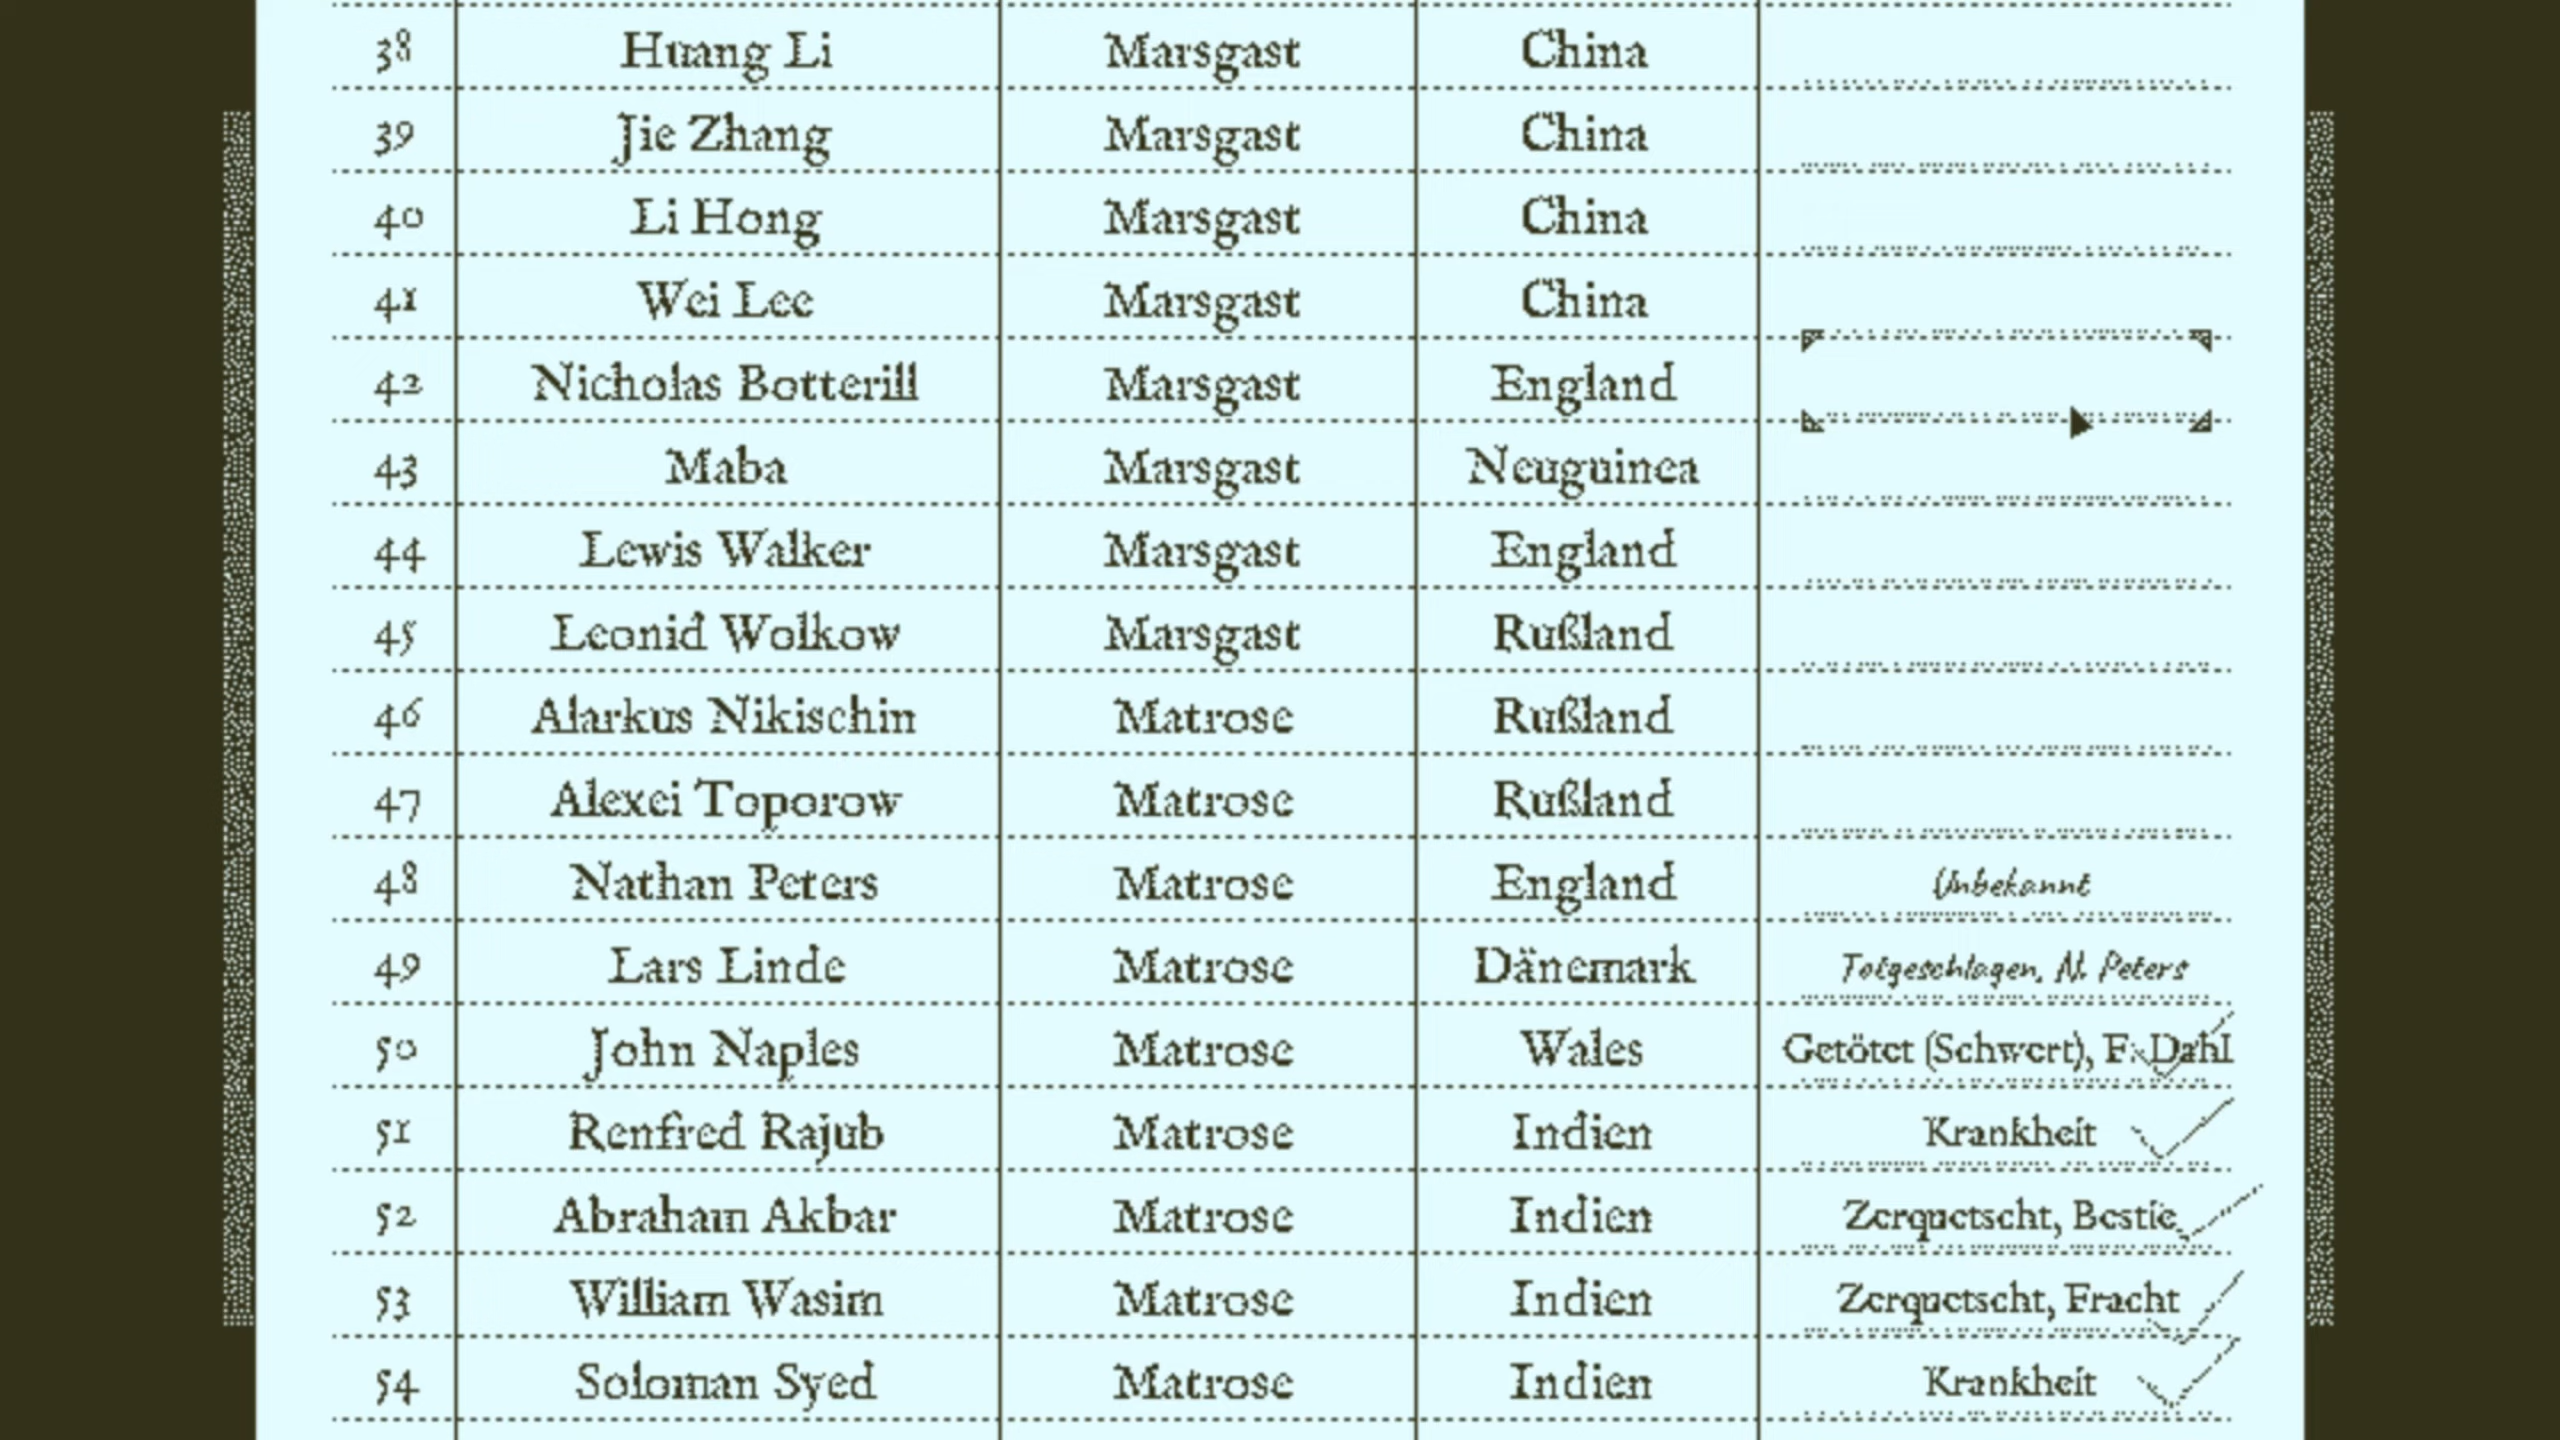 38 Huang Li Marsgast China
39 Jie Zhang Marsgast China
40 Li Hong Marsgast China
41 Wei Lee Marsgast China
42 Nicholas Botterill Marsgast England
43 Maba Marsgast Neuguinea
44 Lewis Walker Marsgast England
45 Leonid Wolkow Marsgast Rußland
46 Alarkus Nikischin Matrose Rußland
47 Alexei Toporow Matrose Rußland
48 Nathan Peters Matrose England Unbekannt
49 Lars Linde Matrose Dänemark Totgeschlagen, N. Peters
50 John Naples Matrose Wales Getötet (Schwert), F. Dahl
51 Renfred Rajub Matrose Indien Krankheit
52 Abraham Akbar Matrose Indien Zerquetscht, Bestie
53 William Wasim Matrose Indien Zerquetscht, Fracht
54 Soloman Syed Matrose Indien Krankheit